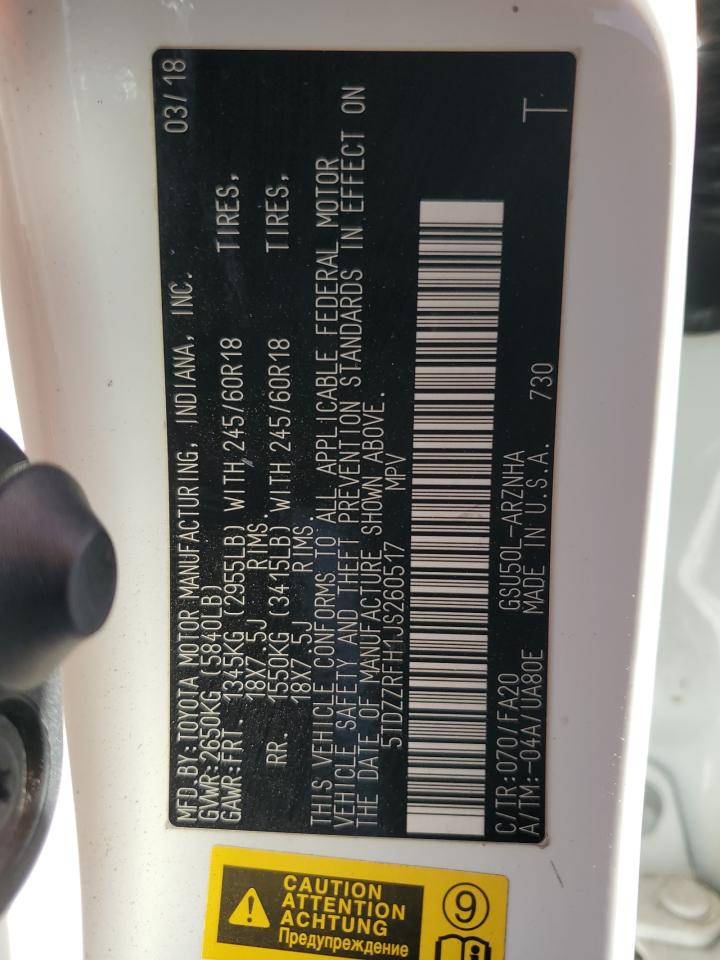 MFD BY:TOYOTA MOTOR MANUFACTURING, INDIANA, INC. 03/18
GVWR:2650KG (5840LB)
GAWR:FRT. 1345KG (2955LB) WITH 245/60R18 TIRES,
18X7.5J RIMS.
RR. 1550KG (3415LB) WITH 245/60R18 TIRES,
18X7.5J RIMS.
THIS VEHICLE CONFORMS TO ALL APPLICABLE FEDERAL MOTOR
VEHICLE SAFETY AND THEFT PREVENTION STANDARDS IN EFFECT ON
THE DATE OF MANUFACTURE SHOWN ABOVE.
5TDZZRFH1JS260517 MPV
C/TR:070/FA20 GSU50L-ARZNHA
A/TM:-04A/UA80E MADE IN U.S.A. 730 T
CAUTION
ATTENTION
ACHTUNG
Предупреждение
9